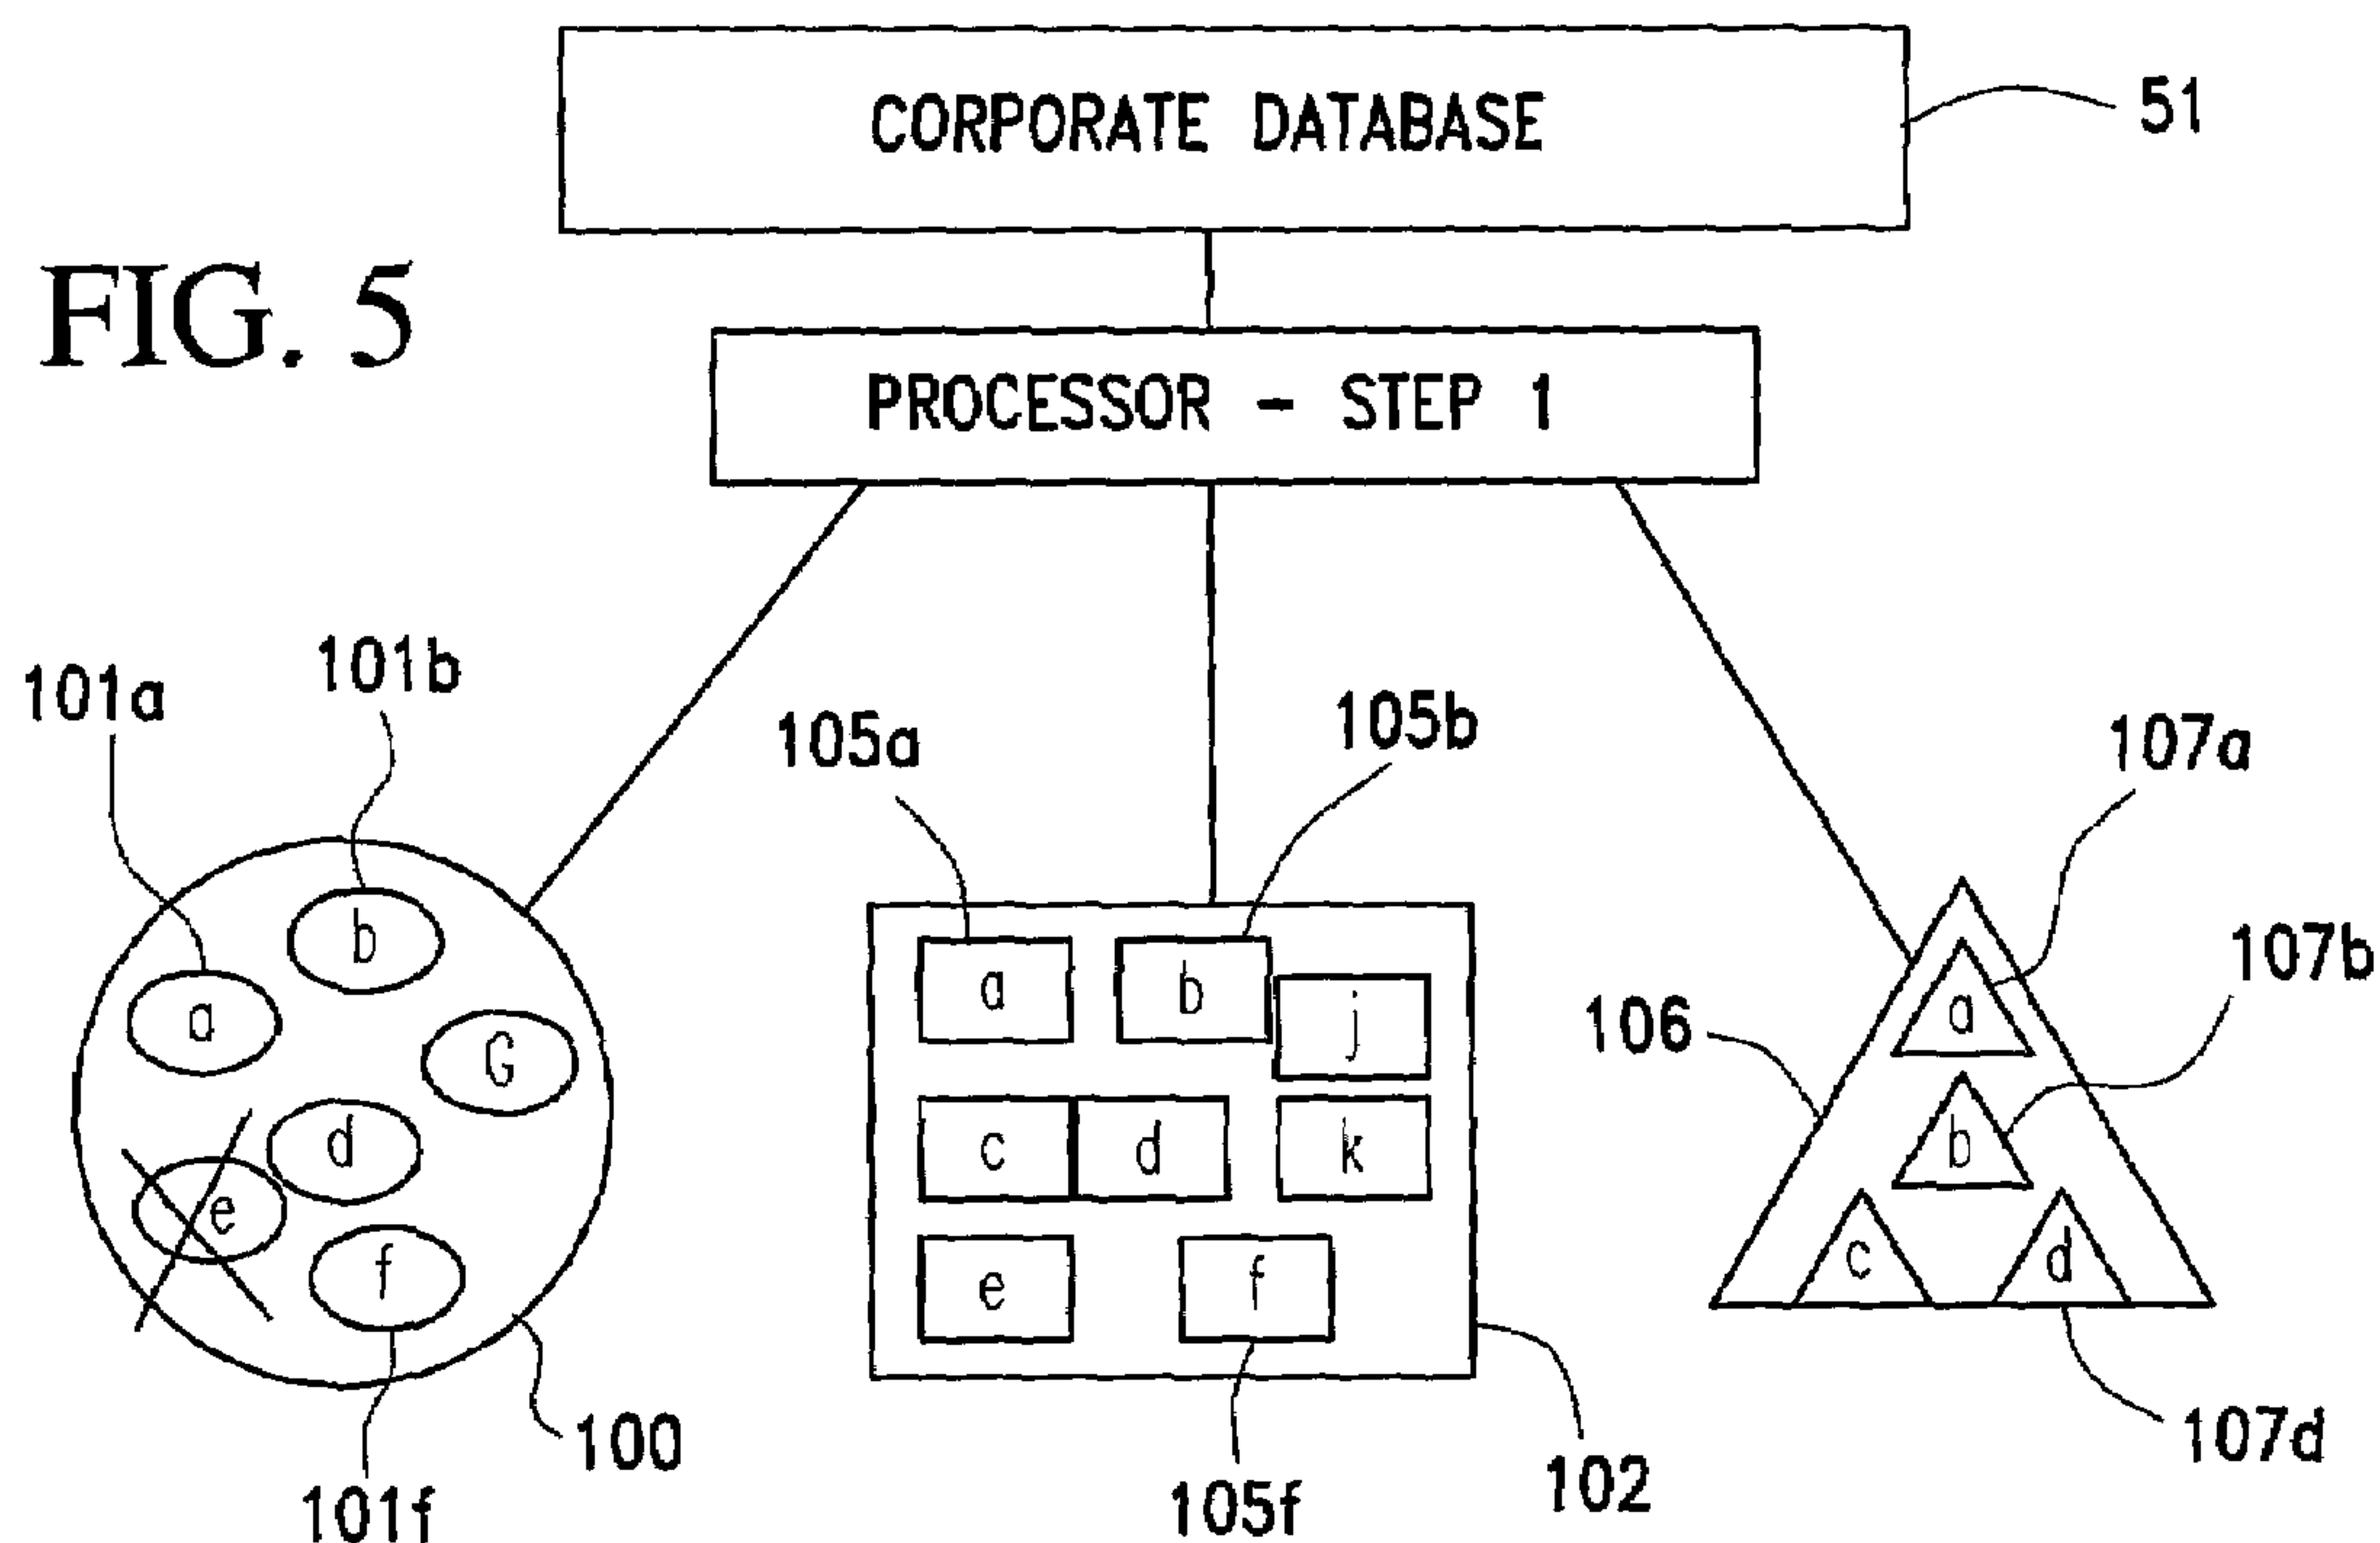 CORPORATE DATABASE
51
FIG. 5
PROCESSOR - STEP 1
101a
101b
105a
105b
107a
107b
106
b
a
G
d
e
f
a
b
j
c
d
k
e
f
a
b
c
d
100
101f
105f
102
107d